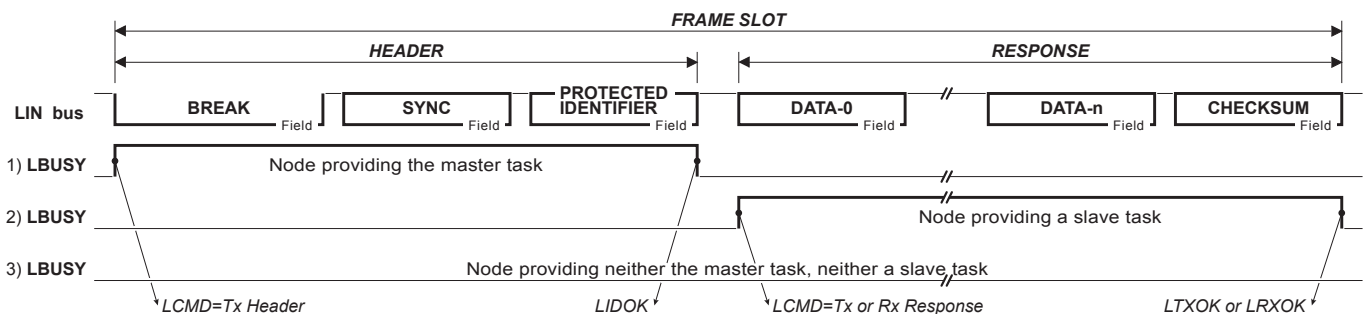 FRAME SLOT
HEADER RESPONSE
LIN bus BREAK Field SYNC Field PROTECTED IDENTIFIER Field DATA-0 Field DATA-n Field CHECKSUM Field
1) LBUSY Node providing the master task
2) LBUSY Node providing a slave task
3) LBUSY Node providing neither the master task, neither a slave task
LCMD=Tx Header LIDOK LCMD=Tx or Rx Response LTXOK or LRXOK